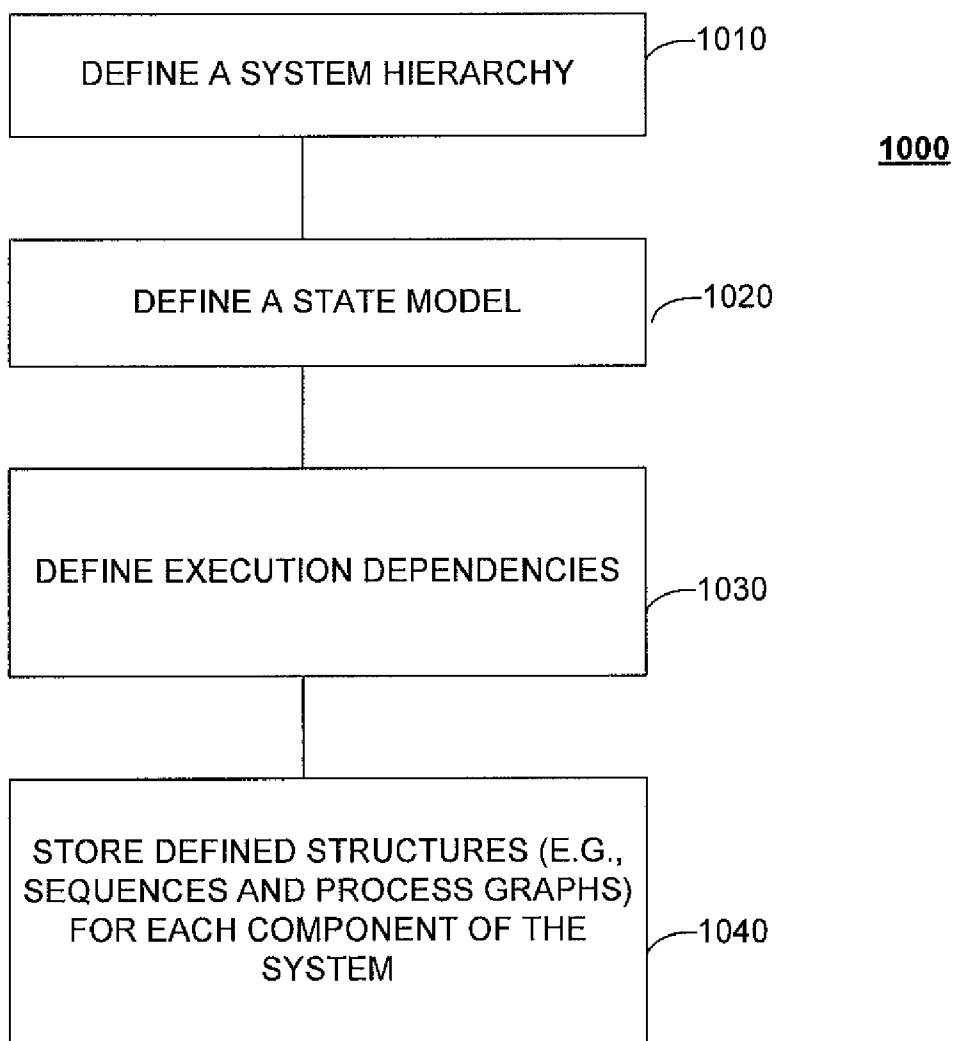 DEFINE A SYSTEM HIERARCHY
1010
1000
DEFINE A STATE MODEL
1020
DEFINE EXECUTION DEPENDENCIES
1030
STORE DEFINED STRUCTURES (E.G.,
SEQUENCES AND PROCESS GRAPHS)
FOR EACH COMPONENT OF THE
SYSTEM
1040